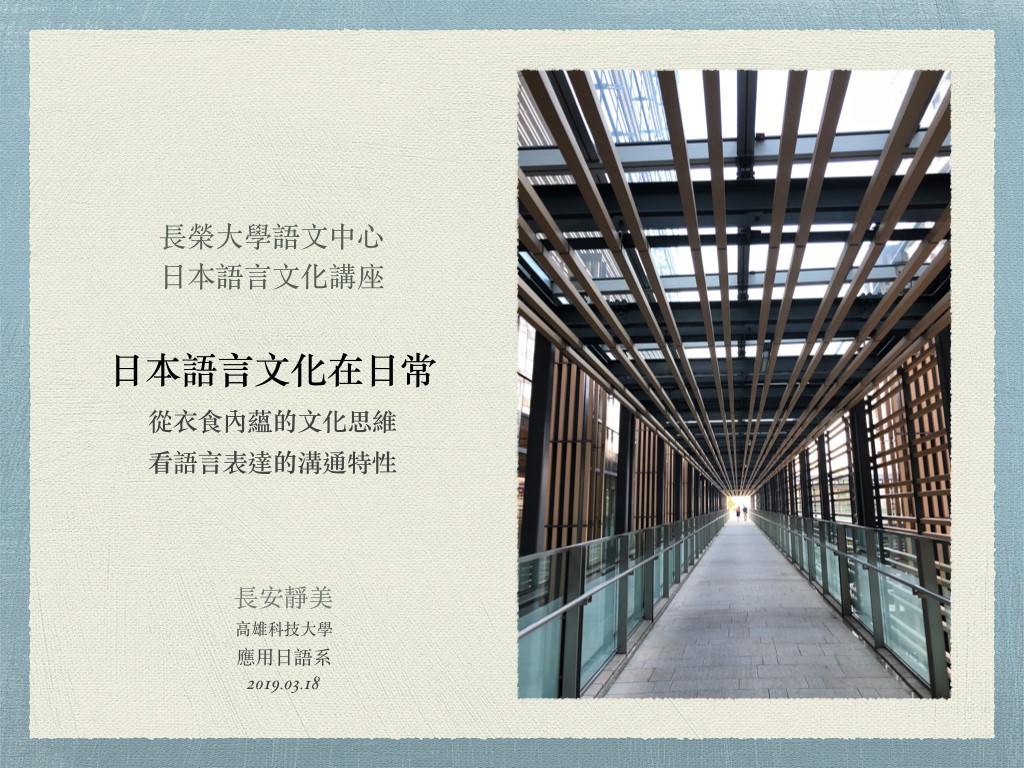 長榮大學語文中心
日本語言文化講座
日本語言文化在日常
從衣食內蘊的文化思維
看語言表達的溝通特性
長安靜美
高雄科技大學
應用日語系
2019.03.18